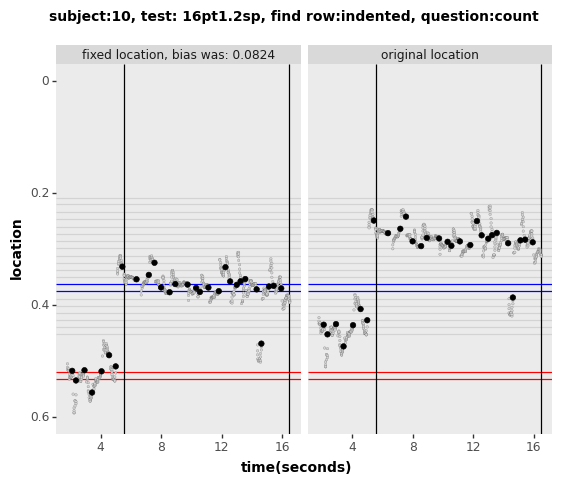 subject:10, test: 16pt1.2sp, find row:indented, question:count
fixed location, bias was: 0.0824
original location
0
0.2
0.4
0.6
location
4
8
12
16
4
8
12
16
time(seconds)